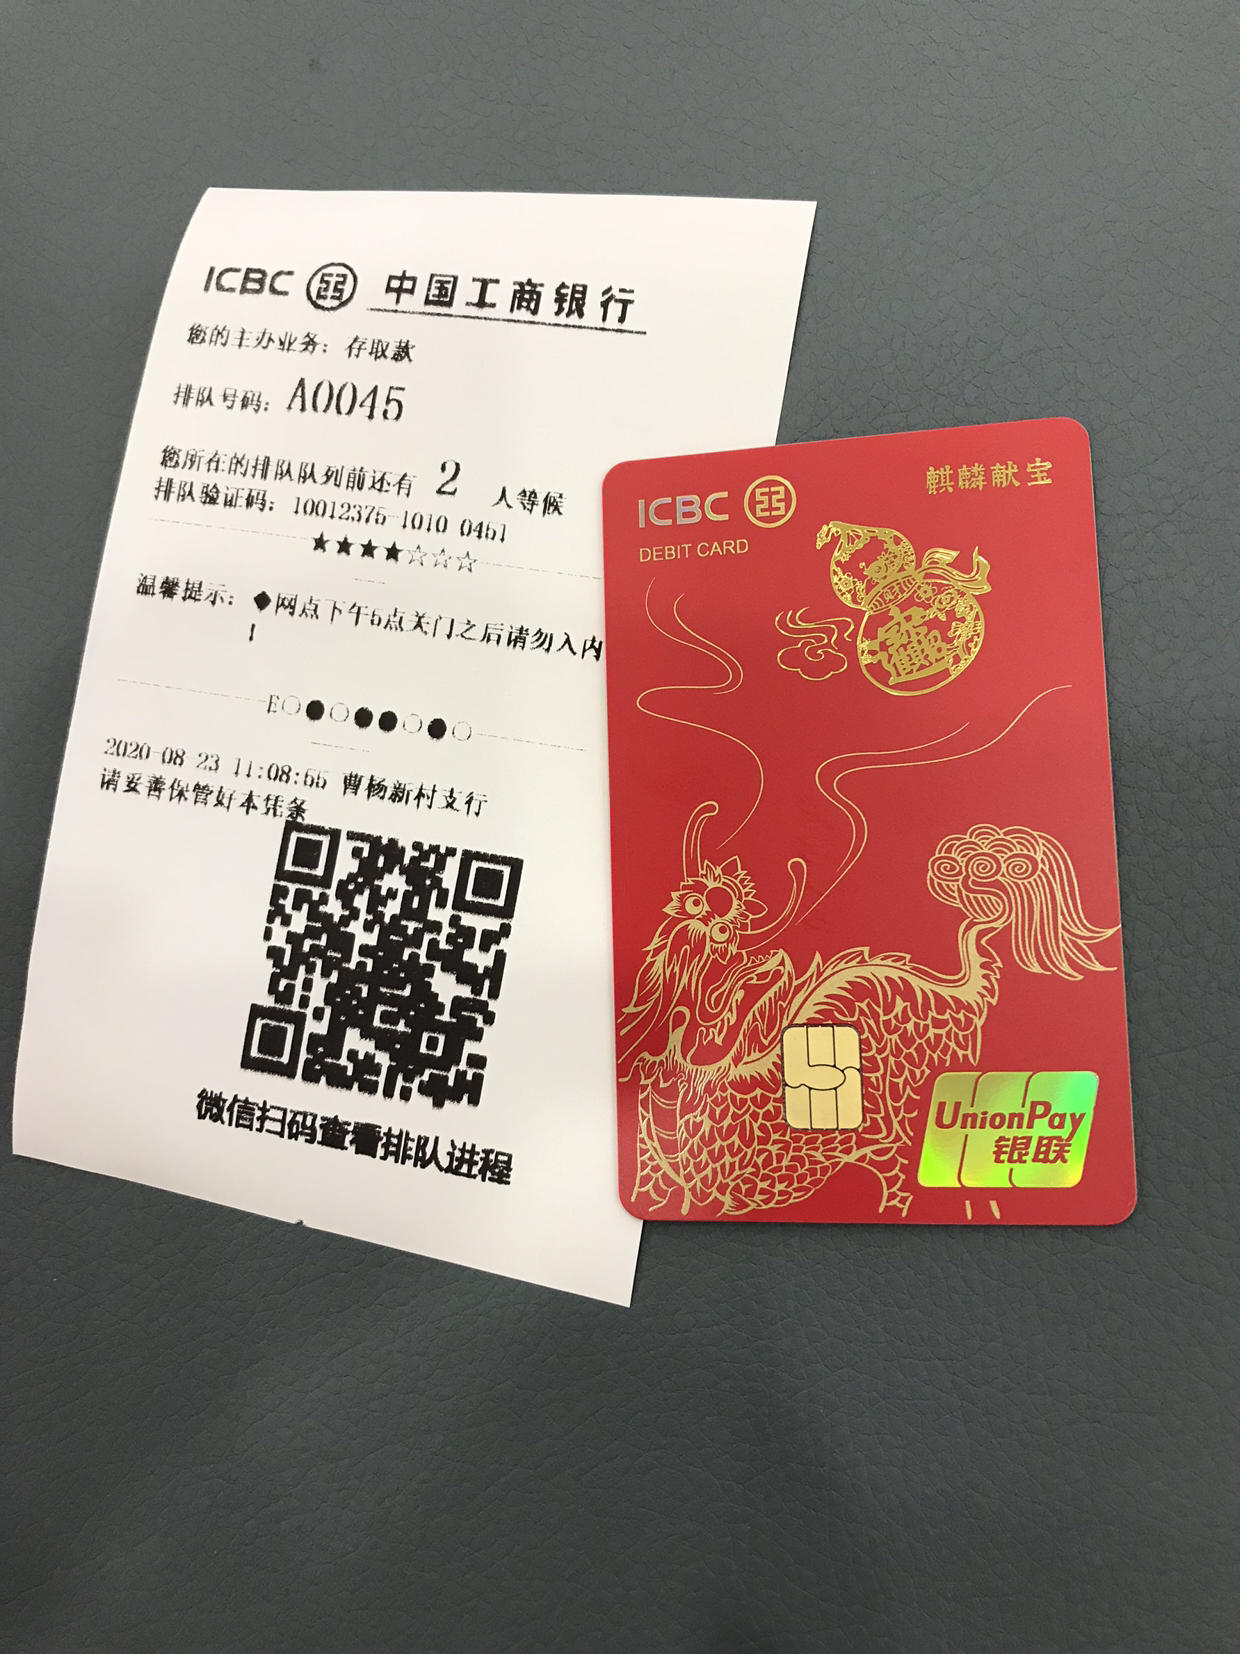 ICBC 中国工商银行
您的主办业务：存取款
排队号码：A0045
您所在的排队队列前还有 2 人等候
排队验证码：10012375-1010 0451
★★★★☆☆☆
温馨提示：◆网点下午5点关门之后请勿入内
！
E○●○●●○●○
2020-08-23 11:08:55 曹杨新村支行
请妥善保管好本凭条
微信扫码查看排队进程
ICBC
麒麟献宝
DEBIT CARD
招财进宝
UnionPay
银联